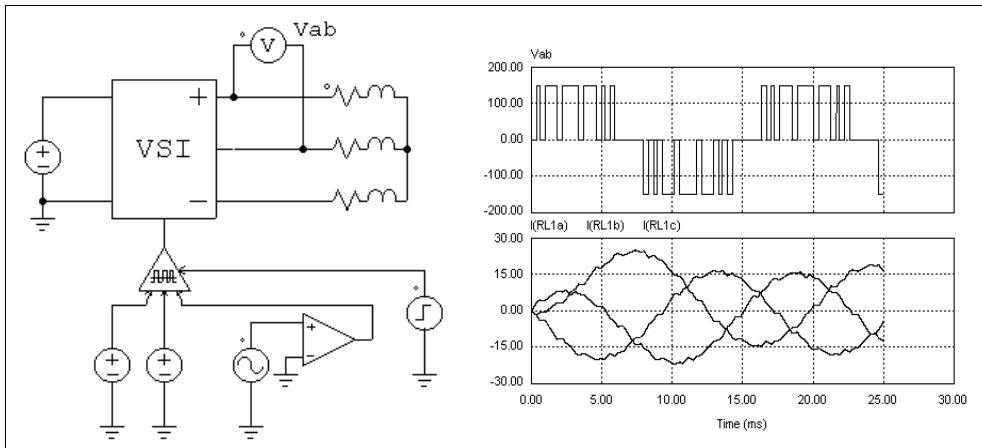 Vab
V
VSI
Vab
200.00
100.00
0.00
-100.00
-200.00
I(RL1a) I(RL1b) I(RL1c)
30.00
15.00
0.00
-15.00
-30.00
0.00 5.00 10.00 15.00 20.00 25.00 30.00
Time (ms)